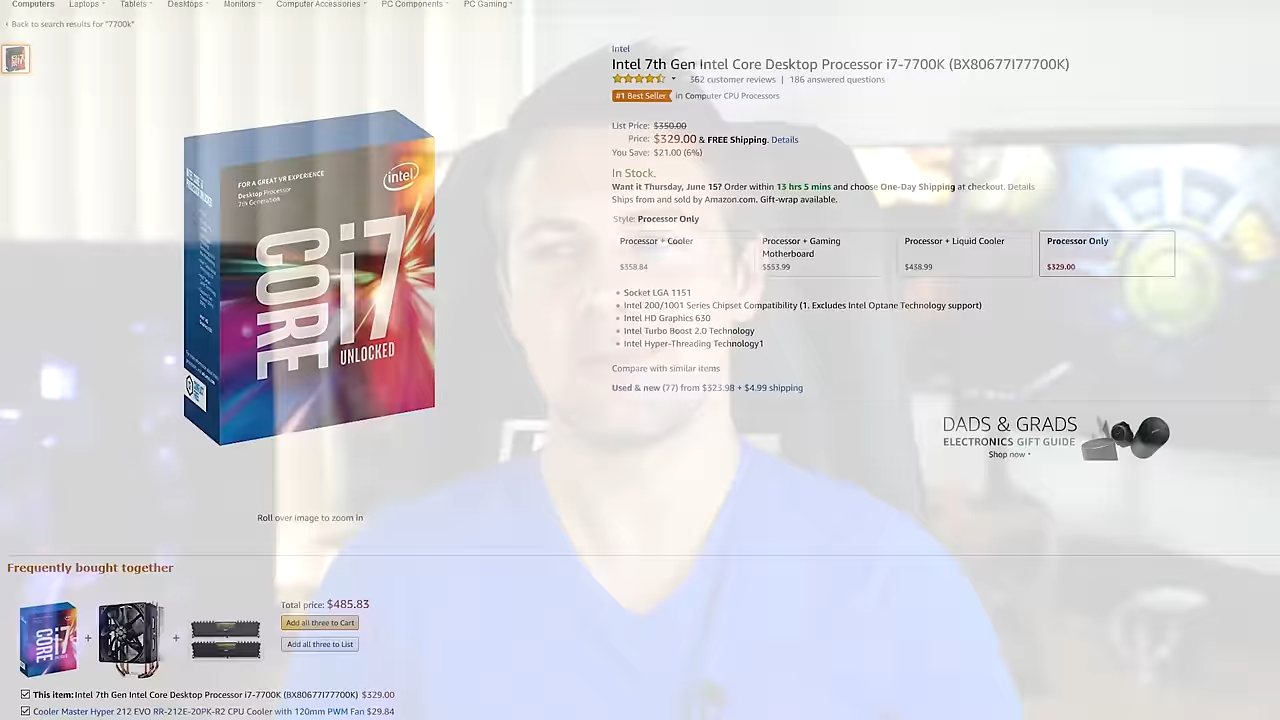 Computers Laptops Tablets Desktops Monitors Computer Accessories PC Components PC Gaming
‹ Back to search results for "7700k"
Intel
Intel 7th Gen Intel Core Desktop Processor i7-7700K (BX80677I77700K)
362 customer reviews | 186 answered questions
#1 Best Seller in Computer CPU Processors
List Price: $350.00
Price: $329.00 & FREE Shipping. Details
You Save: $21.00 (6%)
In Stock.
Want it Thursday, June 15? Order within 13 hrs 5 mins and choose One-Day Shipping at checkout. Details
Ships from and sold by Amazon.com. Gift-wrap available.
Style: Processor Only
Processor + Cooler
$358.84
Processor + Gaming
Motherboard
$553.99
Processor + Liquid Cooler
$438.99
Processor Only
$329.00
Socket LGA 1151
Intel 200/1001 Series Chipset Compatibility (1. Excludes Intel Optane Technology support)
Intel HD Graphics 630
Intel Turbo Boost 2.0 Technology
Intel Hyper-Threading Technology1
Compare with similar items
Used & new (77) from $323.98 + $4.99 shipping
FOR A GREAT VR EXPERIENCE
Desktop Processor
7th Generation
intel
CORE i7
UNLOCKED
DADS & GRADS
ELECTRONICS GIFT GUIDE
Shop now
Roll over image to zoom in
Frequently bought together
CORE i7
+
+
Total price: $485.83
Add all three to Cart
Add all three to List
This item: Intel 7th Gen Intel Core Desktop Processor i7-7700K (BX80677I77700K) $329.00
Cooler Master Hyper 212 EVO RR-212E-20PK-R2 CPU Cooler with 120mm PWM Fan $29.84